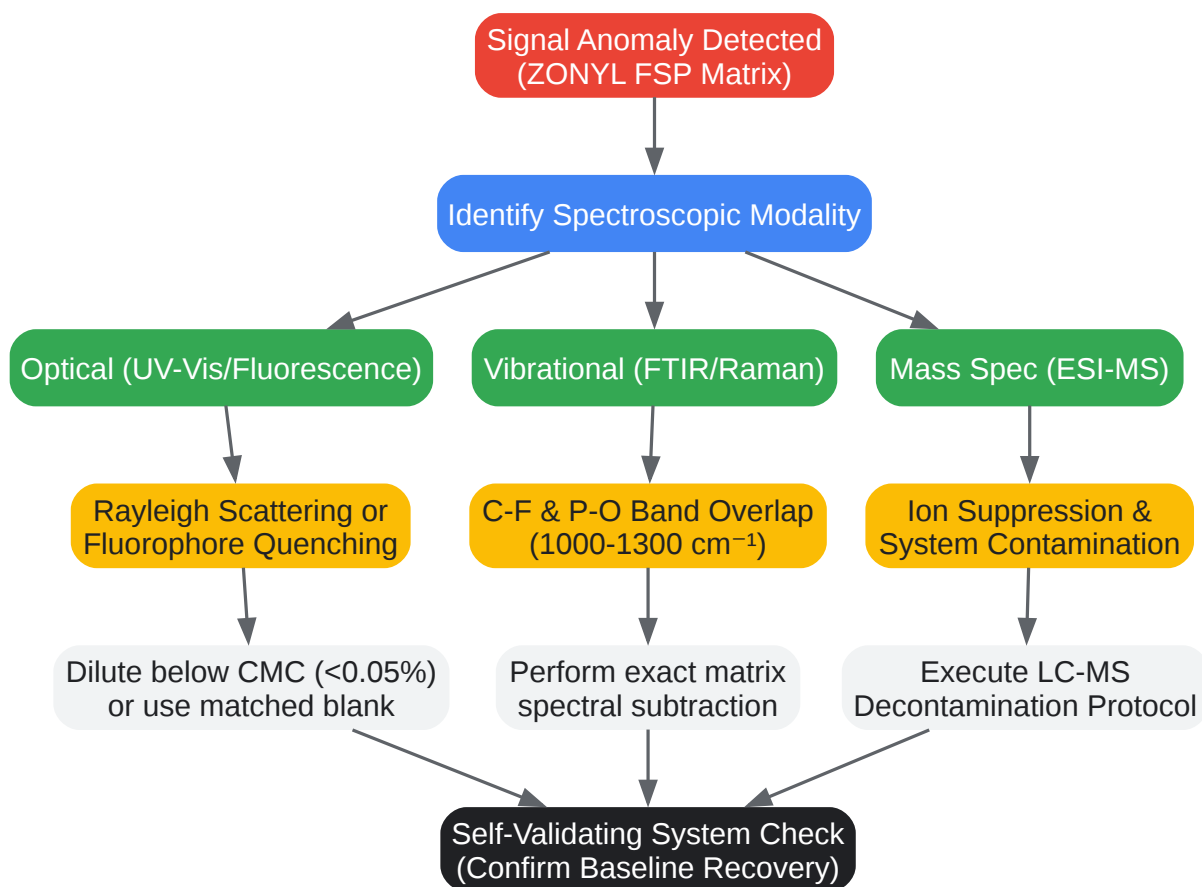 Signal Anomaly Detected
(ZONYL FSP Matrix)
Identify Spectroscopic Modality
Optical (UV-Vis/Fluorescence)
Vibrational (FTIR/Raman)
Mass Spec (ESI-MS)
Rayleigh Scattering or
Fluorophore Quenching
C-F & P-O Band Overlap
(1000-1300 cm⁻¹)
Ion Suppression &
System Contamination
Dilute below CMC (<0.05%)
or use matched blank
Perform exact matrix
spectral subtraction
Execute LC-MS
Decontamination Protocol
Self-Validating System Check
(Confirm Baseline Recovery)